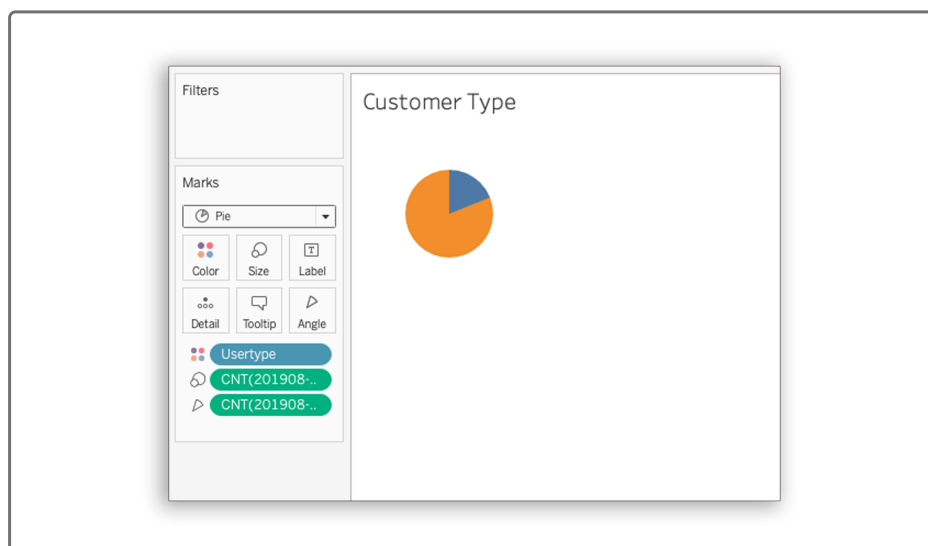 Filters
Customer Type
Marks
Pie
Color
Size
T
Label
Detail
Tooltip
Angle
Usertype
CNT(201908-..
CNT(201908-..